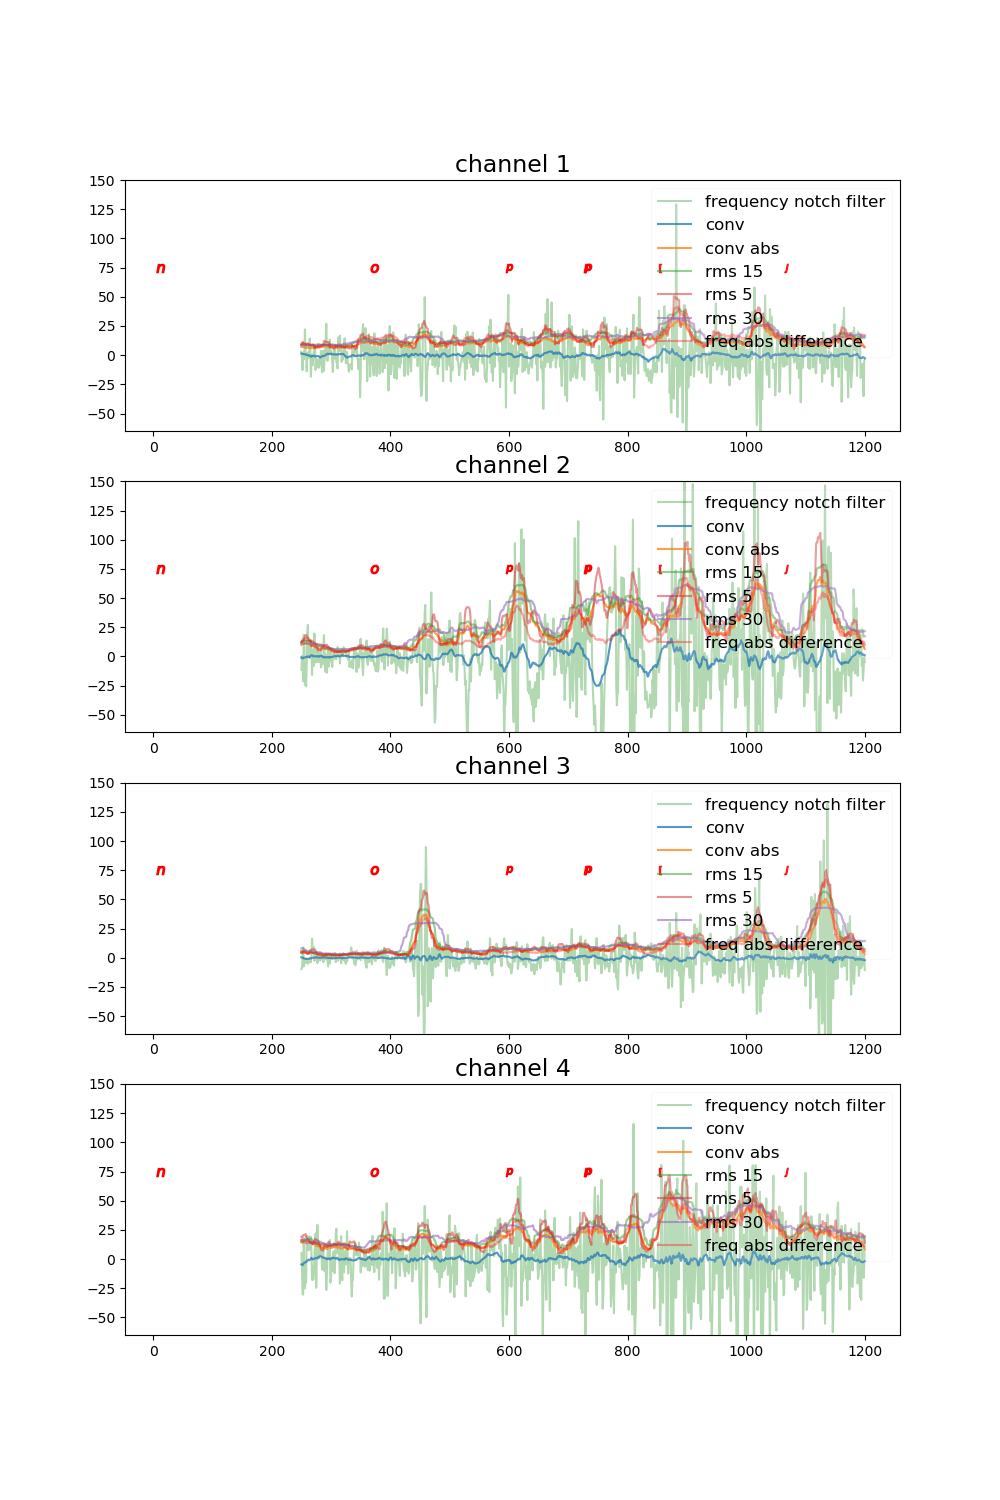 channel 1
150
125
100
75
50
25
0
−25
−50
n o p p J
frequency notch filter
conv
conv abs
rms 15
rms 5
rms 30
freq abs difference
0 200 400 600 800 1000 1200
channel 2
150
125
100
75
50
25
0
−25
−50
n o p p J
frequency notch filter
conv
conv abs
rms 15
rms 5
rms 30
freq abs difference
0 200 400 600 800 1000 1200
channel 3
150
125
100
75
50
25
0
−25
−50
n o p p J
frequency notch filter
conv
conv abs
rms 15
rms 5
rms 30
freq abs difference
0 200 400 600 800 1000 1200
channel 4
150
125
100
75
50
25
0
−25
−50
n o p p J
frequency notch filter
conv
conv abs
rms 15
rms 5
rms 30
freq abs difference
0 200 400 600 800 1000 1200